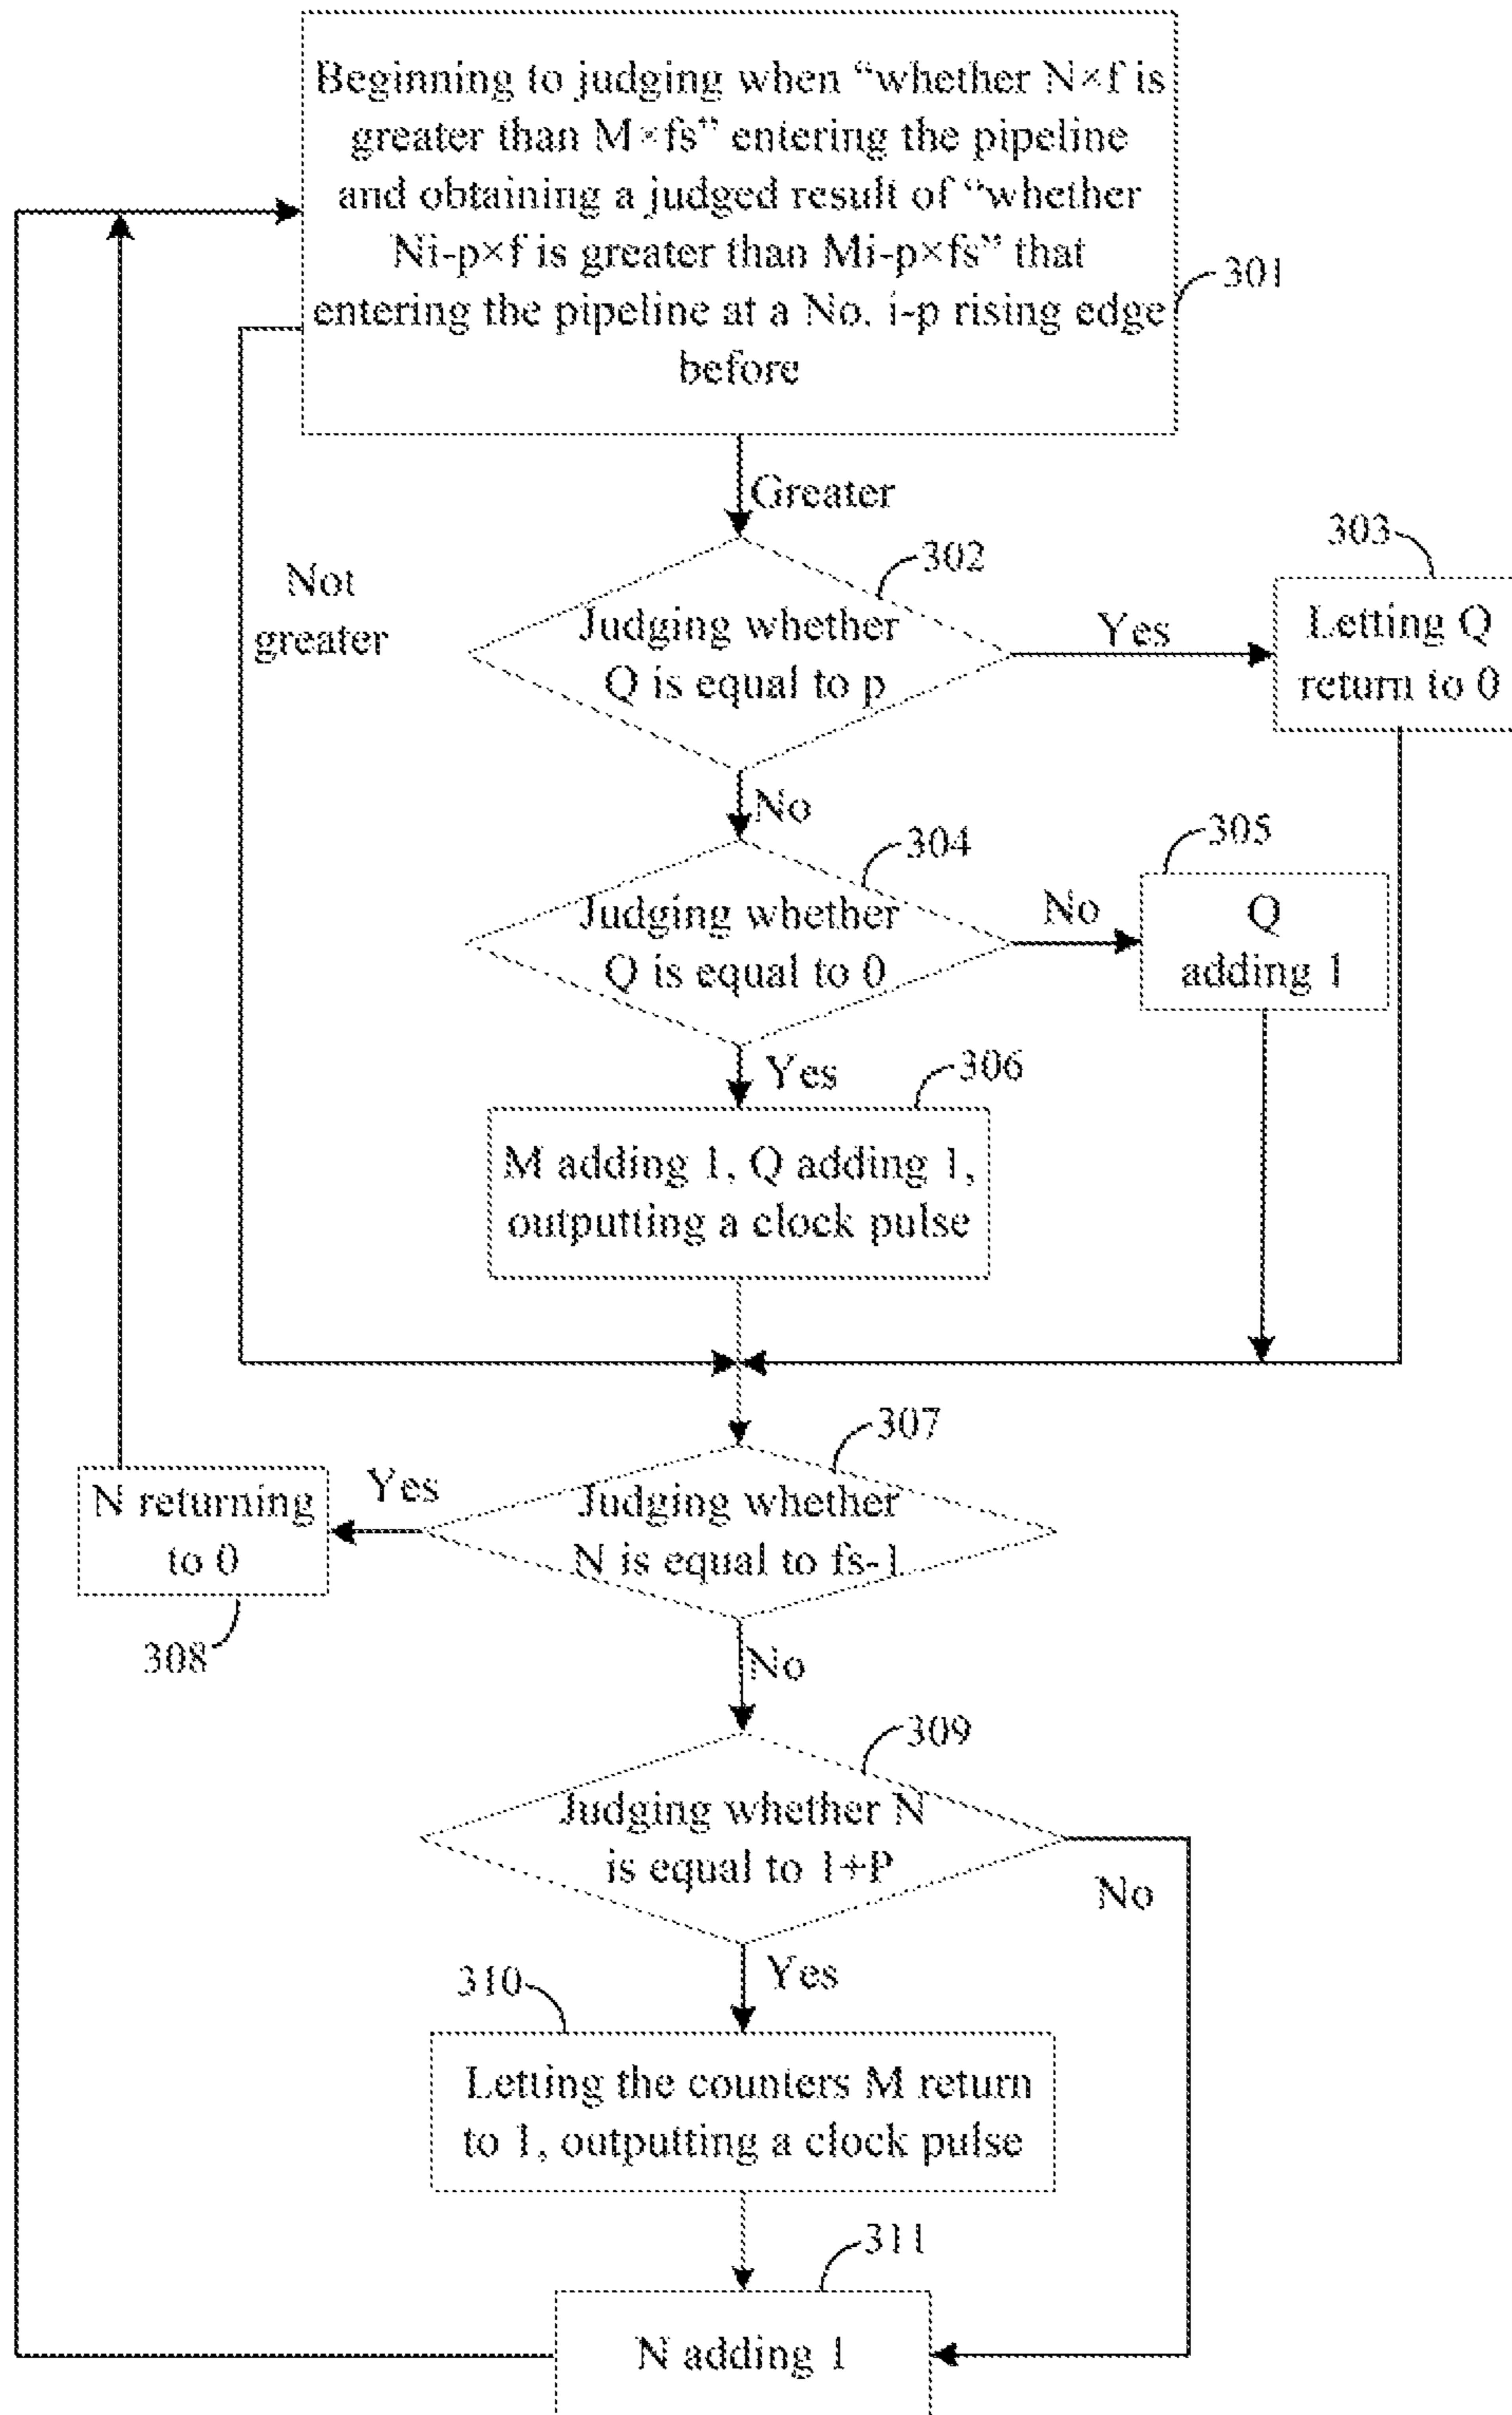 Beginning to judging when “whether N×f is
greater than M×fs” entering the pipeline
and obtaining a judged result of “whether
Ni-p×f is greater than Mi-p×fs” that
entering the pipeline at a No. i-p rising edge
before
301
Greater
Not
greater
302
Judging whether
Q is equal to p
Yes
303
Letting Q
return to 0
No
304
Judging whether
Q is equal to 0
No
305
Q
adding 1
Yes
306
M adding 1, Q adding 1,
outputting a clock pulse
307
Judging whether
N is equal to fs-1
Yes
N returning
to 0
308
No
309
Judging whether N
is equal to 1+P
No
Yes
310
Letting the counters M return
to 1, outputting a clock pulse
311
N adding 1